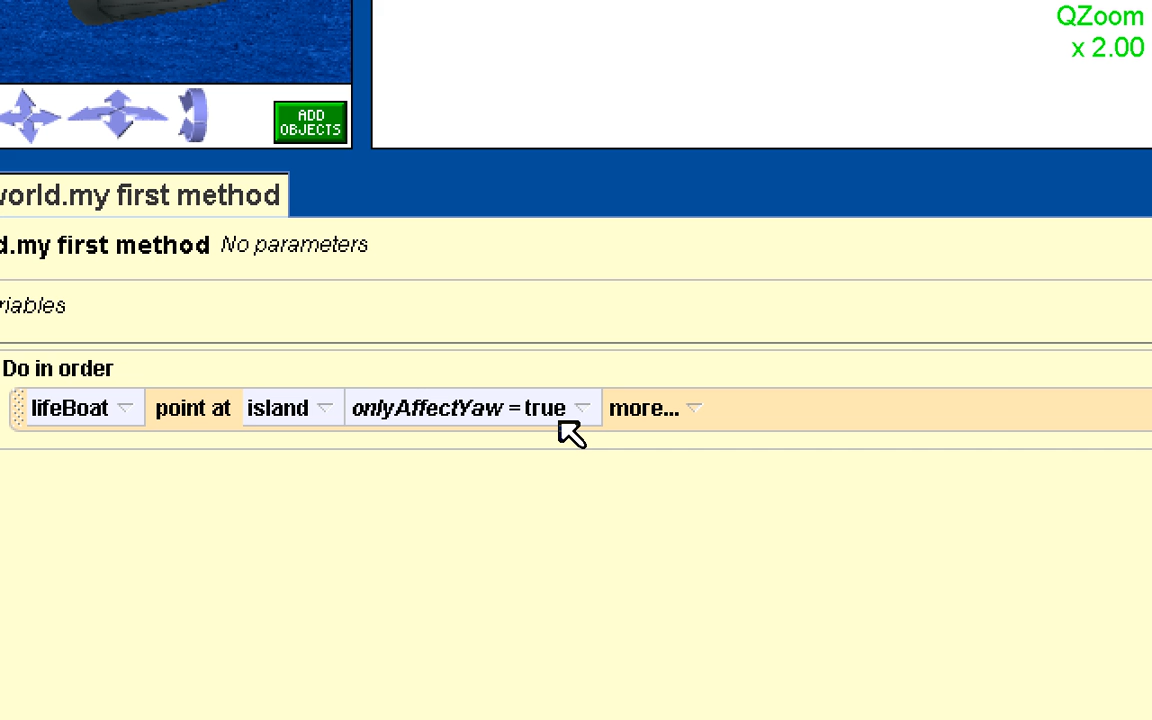 QZoom
x 2.00
ADD
OBJECTS
world.my first method
d.my first method No parameters
riables
Do in order
lifeBoat point at island onlyAffectYaw = true more...